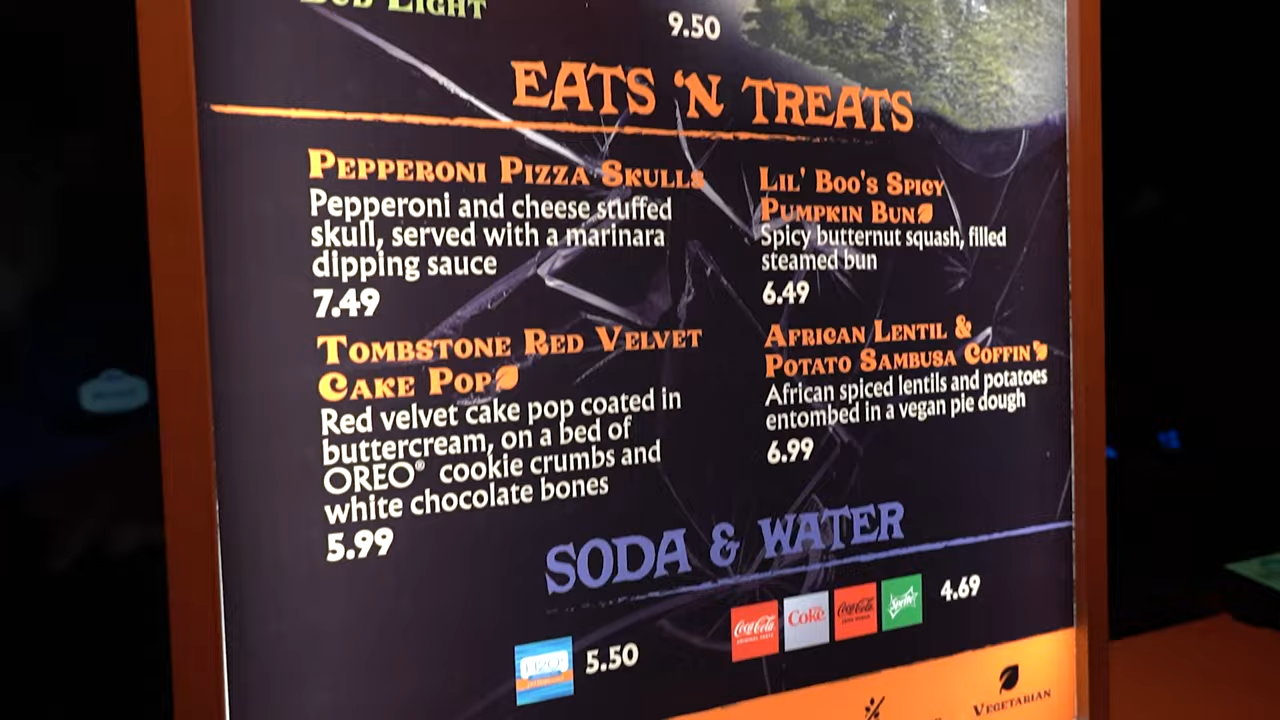 Bud Light
9.50
EATS 'N TREATS
Pepperoni Pizza Skulls
Pepperoni and cheese stuffed
skull, served with a marinara
dipping sauce
7.49
Tombstone Red Velvet
Cake Pop
Red velvet cake pop coated in
buttercream, on a bed of
OREO® cookie crumbs and
white chocolate bones
5.99
Lil' Boo's Spicy
Pumpkin Bun
Spicy butternut squash, filled
steamed bun
6.49
African Lentil &
Potato Sambusa Coffin
African spiced lentils and potatoes
entombed in a vegan pie dough
6.99
SODA & WATER
Coca-Cola
ORIGINAL TASTE
Coke
Coca-Cola
Sprite
4.69
5.50
Vegetarian